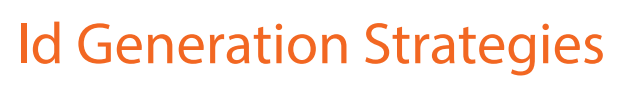 Id Generation Strategies